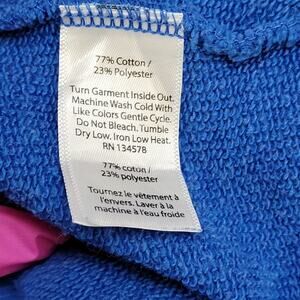 77% Cotton /
23% Polyester
Turn Garment Inside Out.
Machine Wash Cold With
Like Colors Gentle Cycle.
Do Not Bleach. Tumble
Dry Low. Iron Low Heat.
RN 134578
77% coton /
23% polyester
Tournez le vêtement à
l'envers. Laver à la
machine à l'eau froide